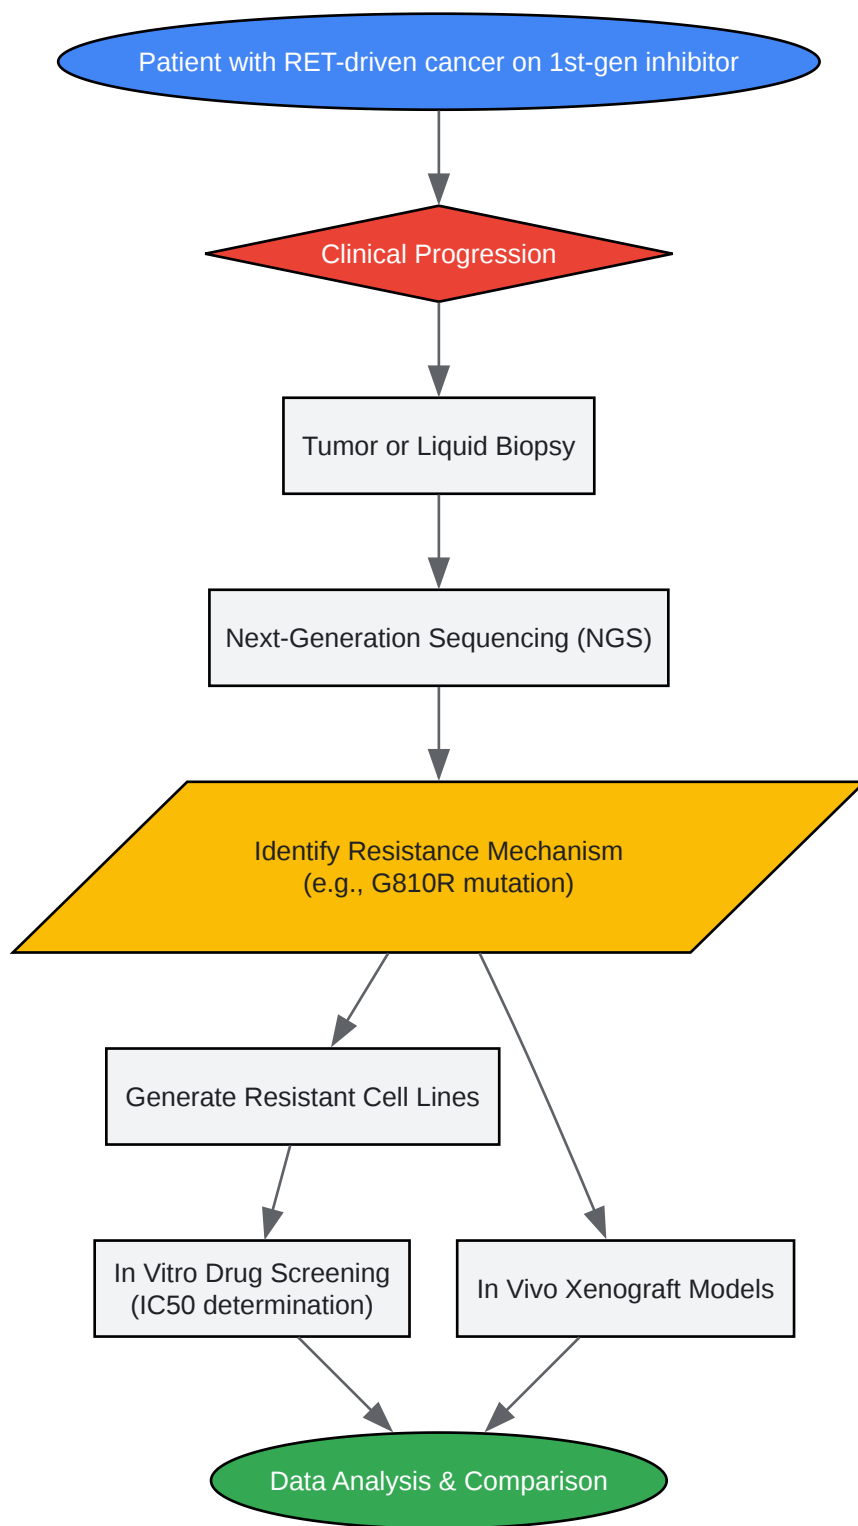 Patient with RET-driven cancer on 1st-gen inhibitor
Clinical Progression
Tumor or Liquid Biopsy
Next-Generation Sequencing (NGS)
Identify Resistance Mechanism
(e.g., G810R mutation)
Generate Resistant Cell Lines
In Vitro Drug Screening
(IC50 determination)
In Vivo Xenograft Models
Data Analysis & Comparison